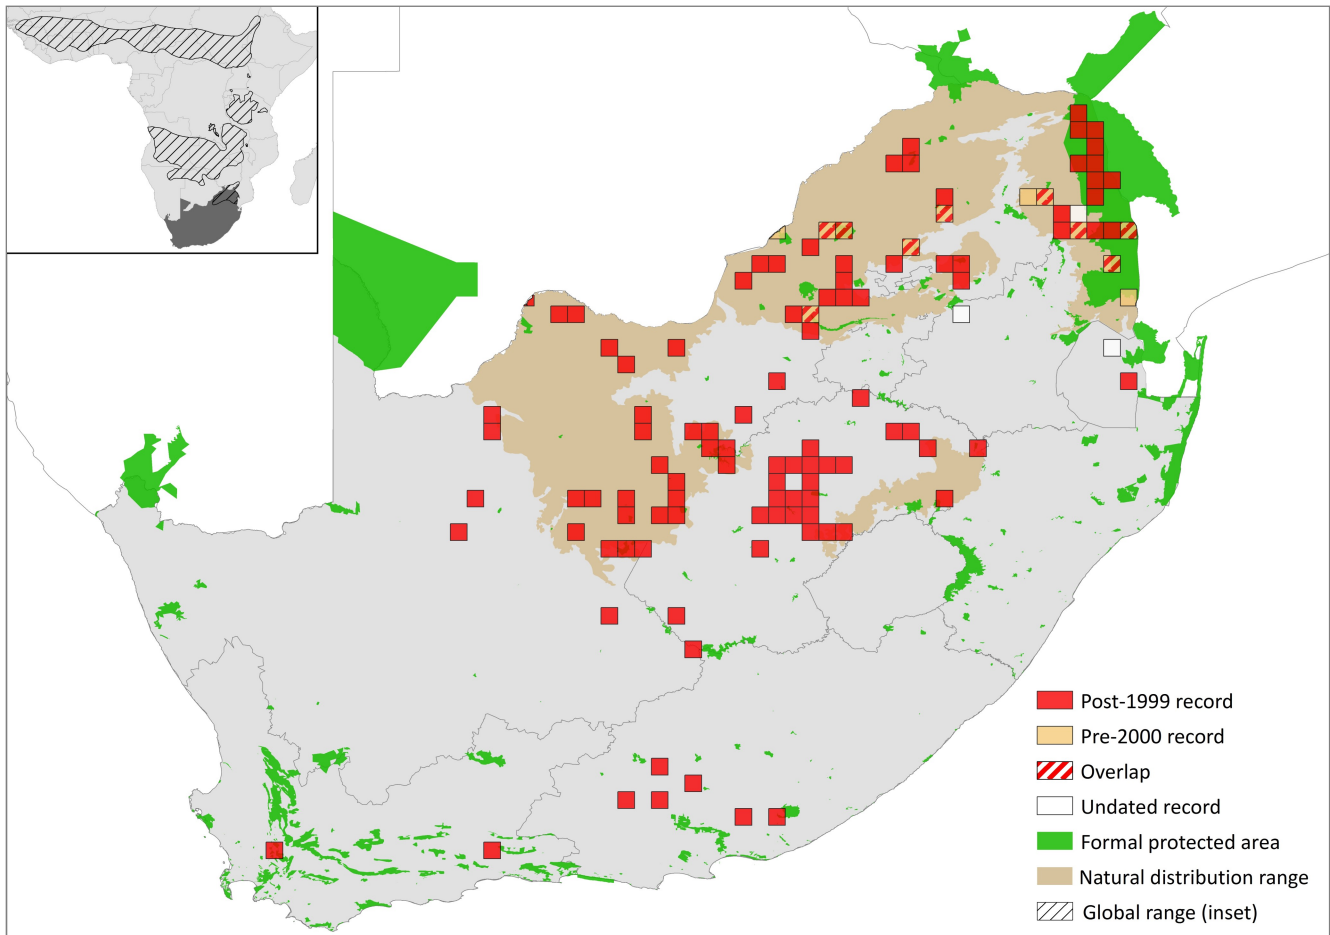 Post-1999 record
Pre-2000 record
Overlap
Undated record
Formal protected area
Natural distribution range
Global range (inset)